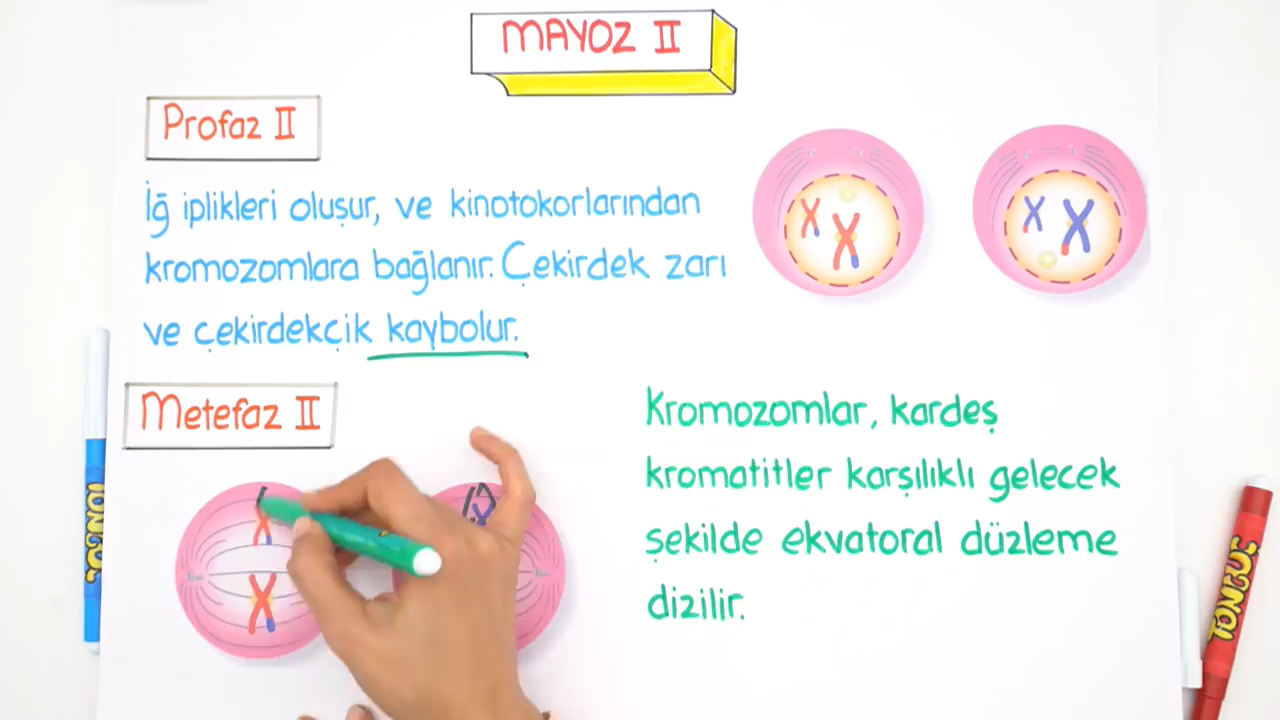 MAYOZ II
Profaz II
İğ iplikleri oluşur, ve kinotokorlarından
kromozomlara bağlanır. Çekirdek zarı
ve çekirdekçik kaybolur.
Metefaz II
Kromozomlar, kardeş
kromatitler karşılıklı gelecek
şekilde ekvatoral düzleme
dizilir.
TONGUÇ
TONGUÇ